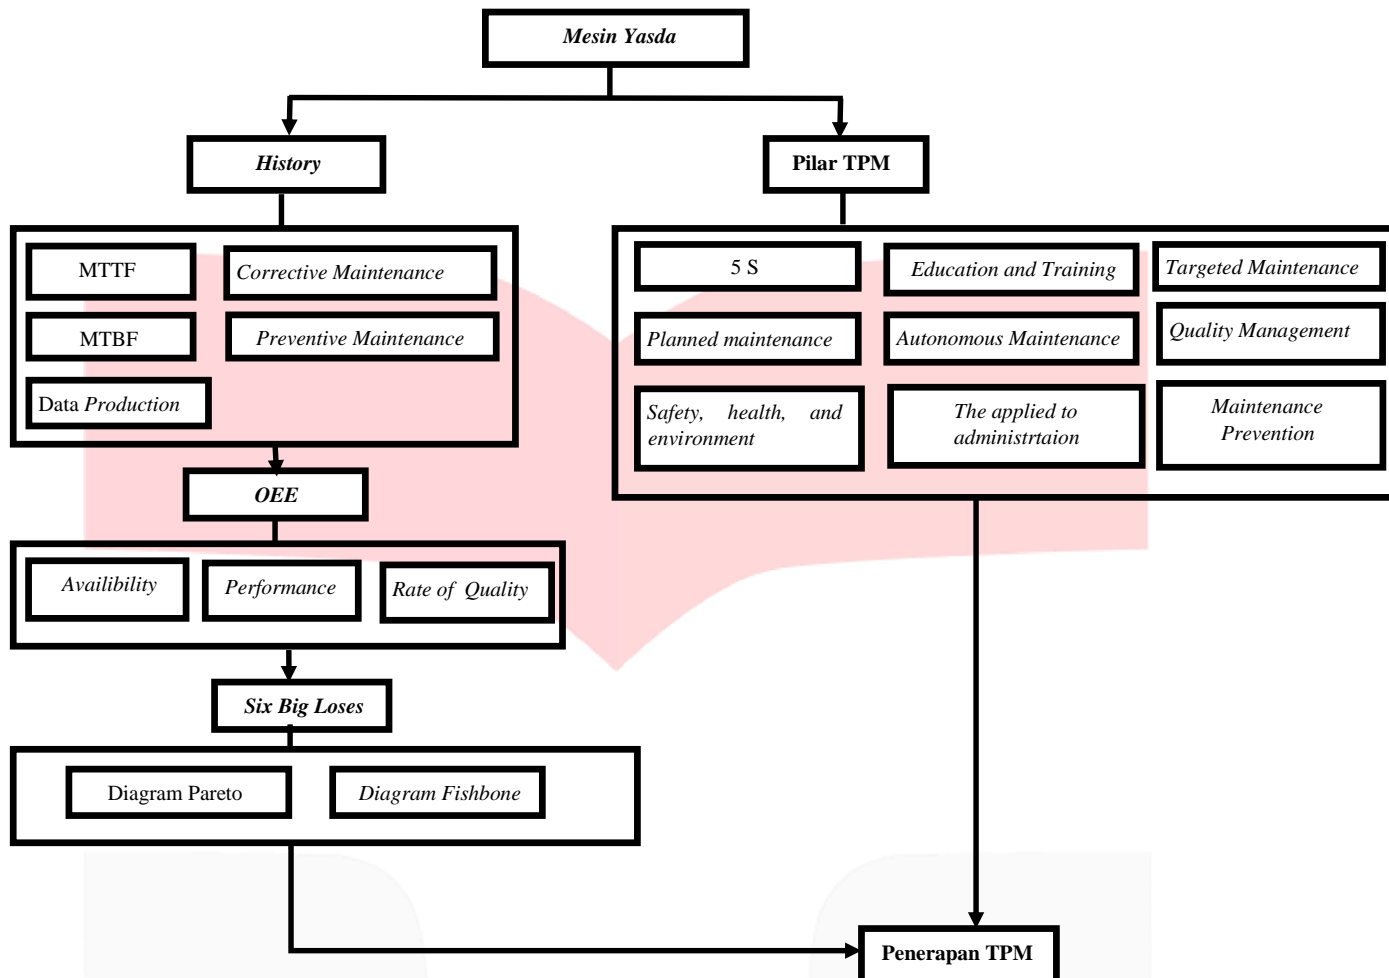 Mesin Yasda
History
Pilar TPM
MTTF
Corrective Maintenance
MTBF
Preventive Maintenance
Data Production
5 S
Education and Training
Targeted Maintenance
Planned maintenance
Autonomous Maintenance
Quality Management
Safety, health, and
environment
The applied to
administrtaion
Maintenance
Prevention
OEE
Availibility
Performance
Rate of Quality
Six Big Loses
Diagram Pareto
Diagram Fishbone
Penerapan TPM